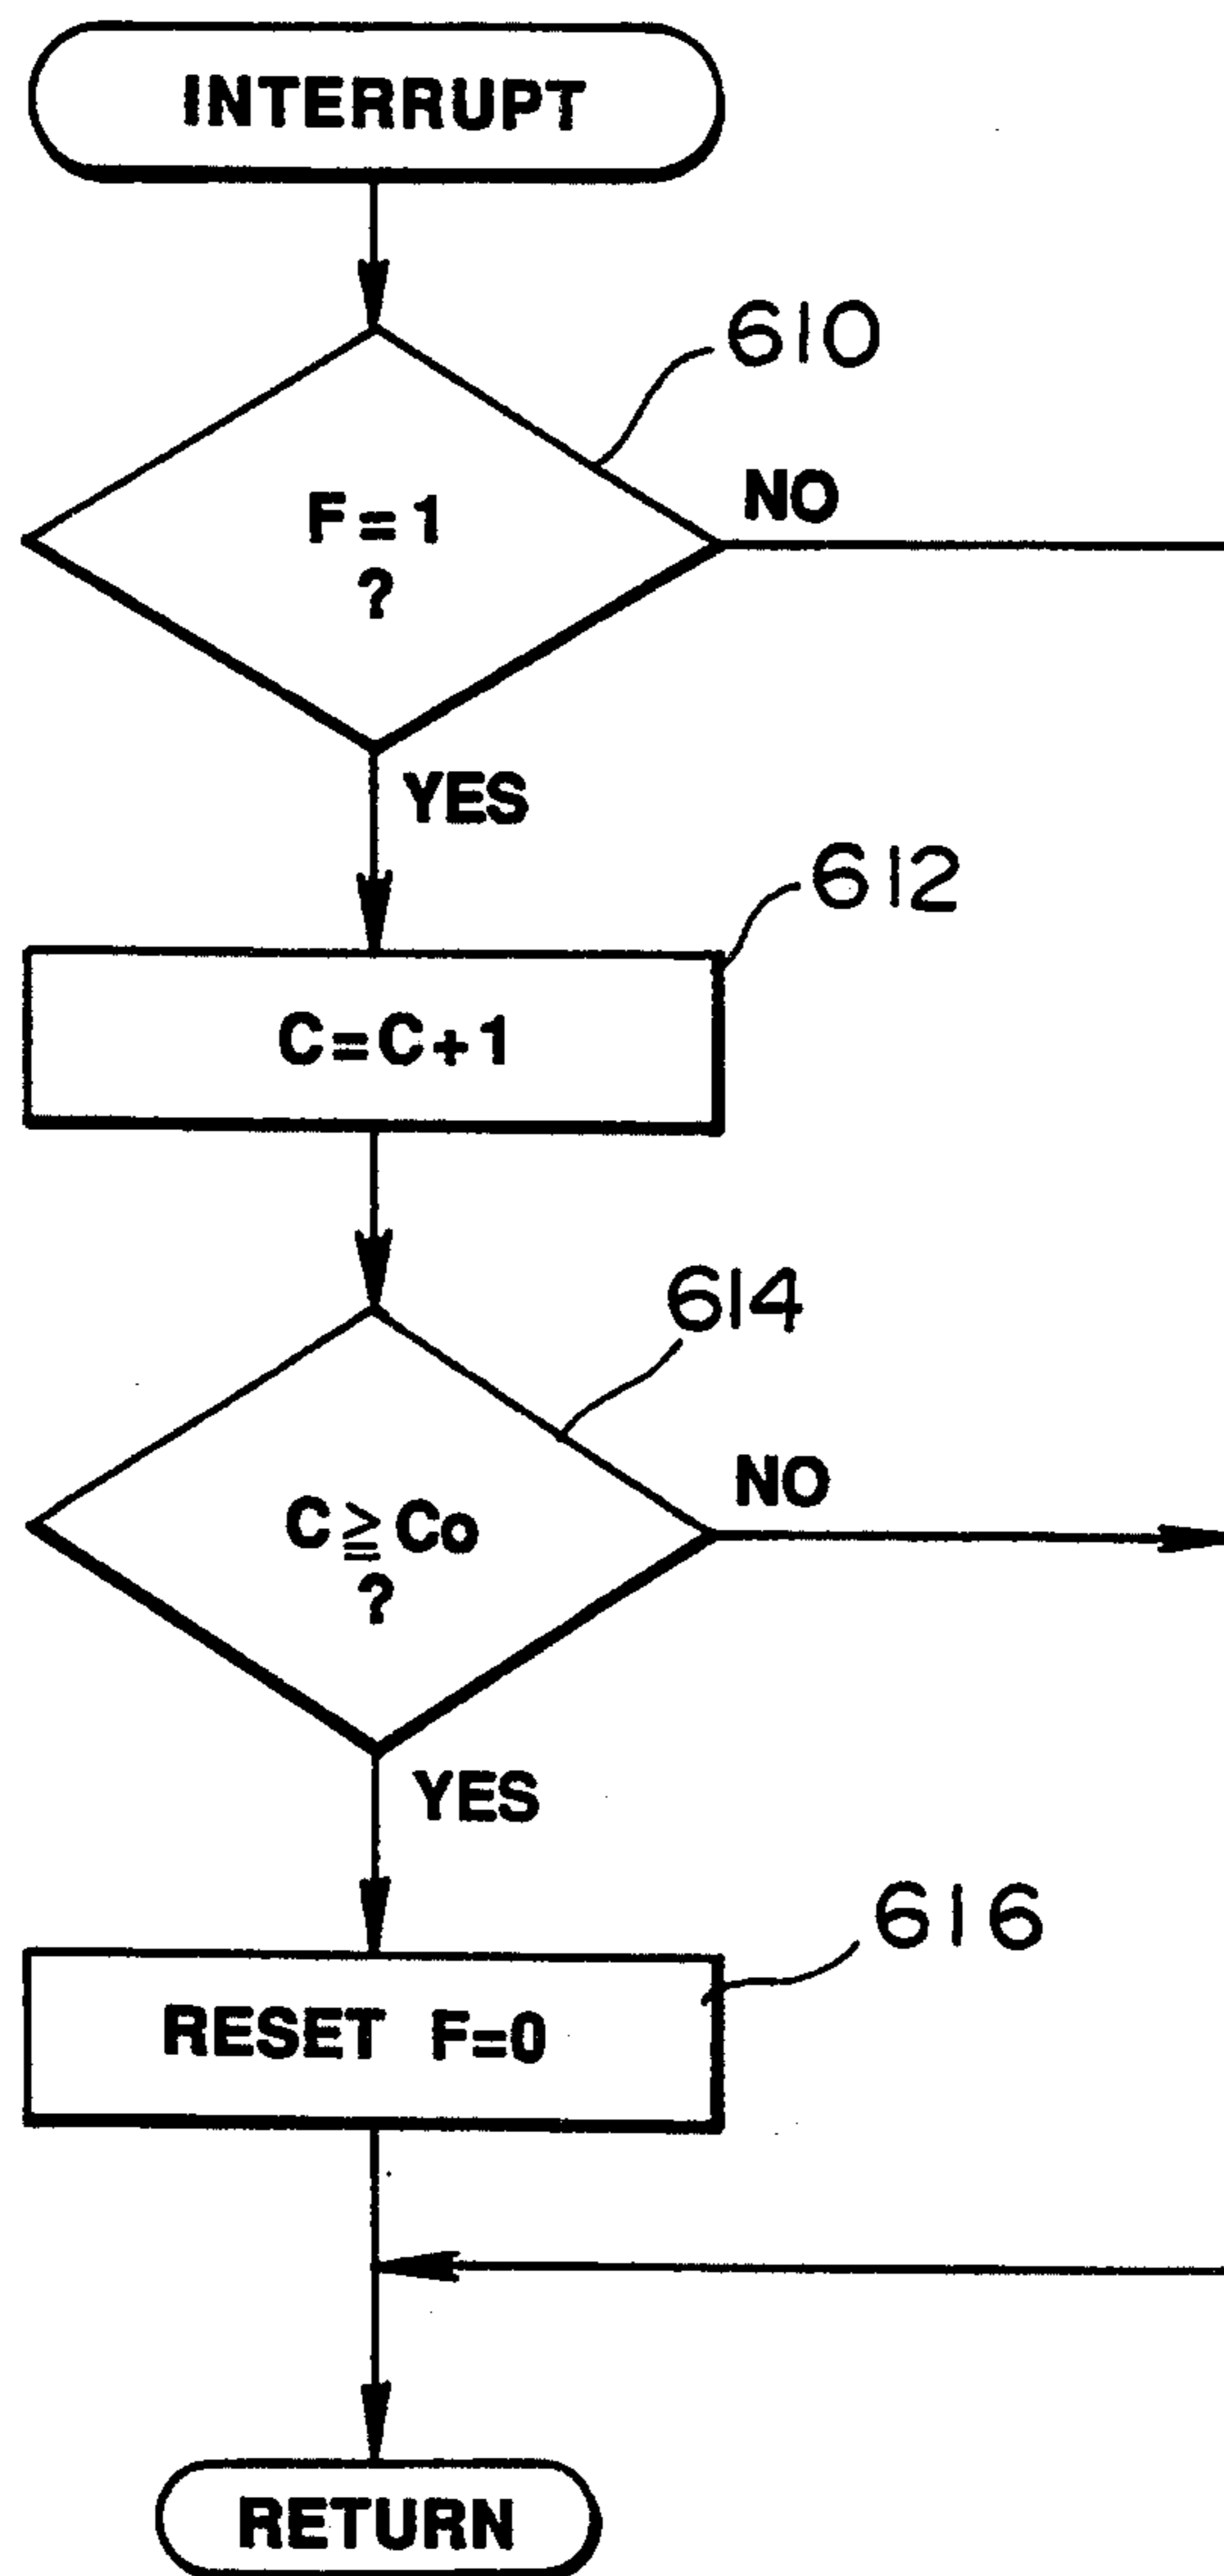 INTERRUPT
610
F=1
?
NO
YES
612
C=C+1
614
C≧Co
?
NO
YES
616
RESET F=0
RETURN